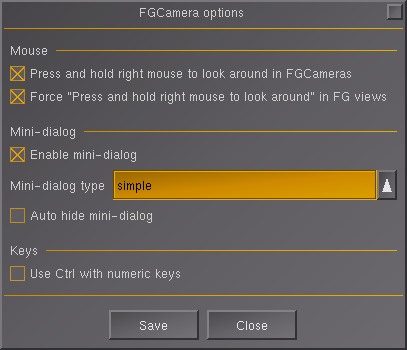 FGCamera options
Mouse
Press and hold right mouse to look around in FGCameras
Force "Press and hold right mouse to look around" in FG views
Mini-dialog
Enable mini-dialog
Mini-dialog type simple
Auto hide mini-dialog
Keys
Use Ctrl with numeric keys
Save Close